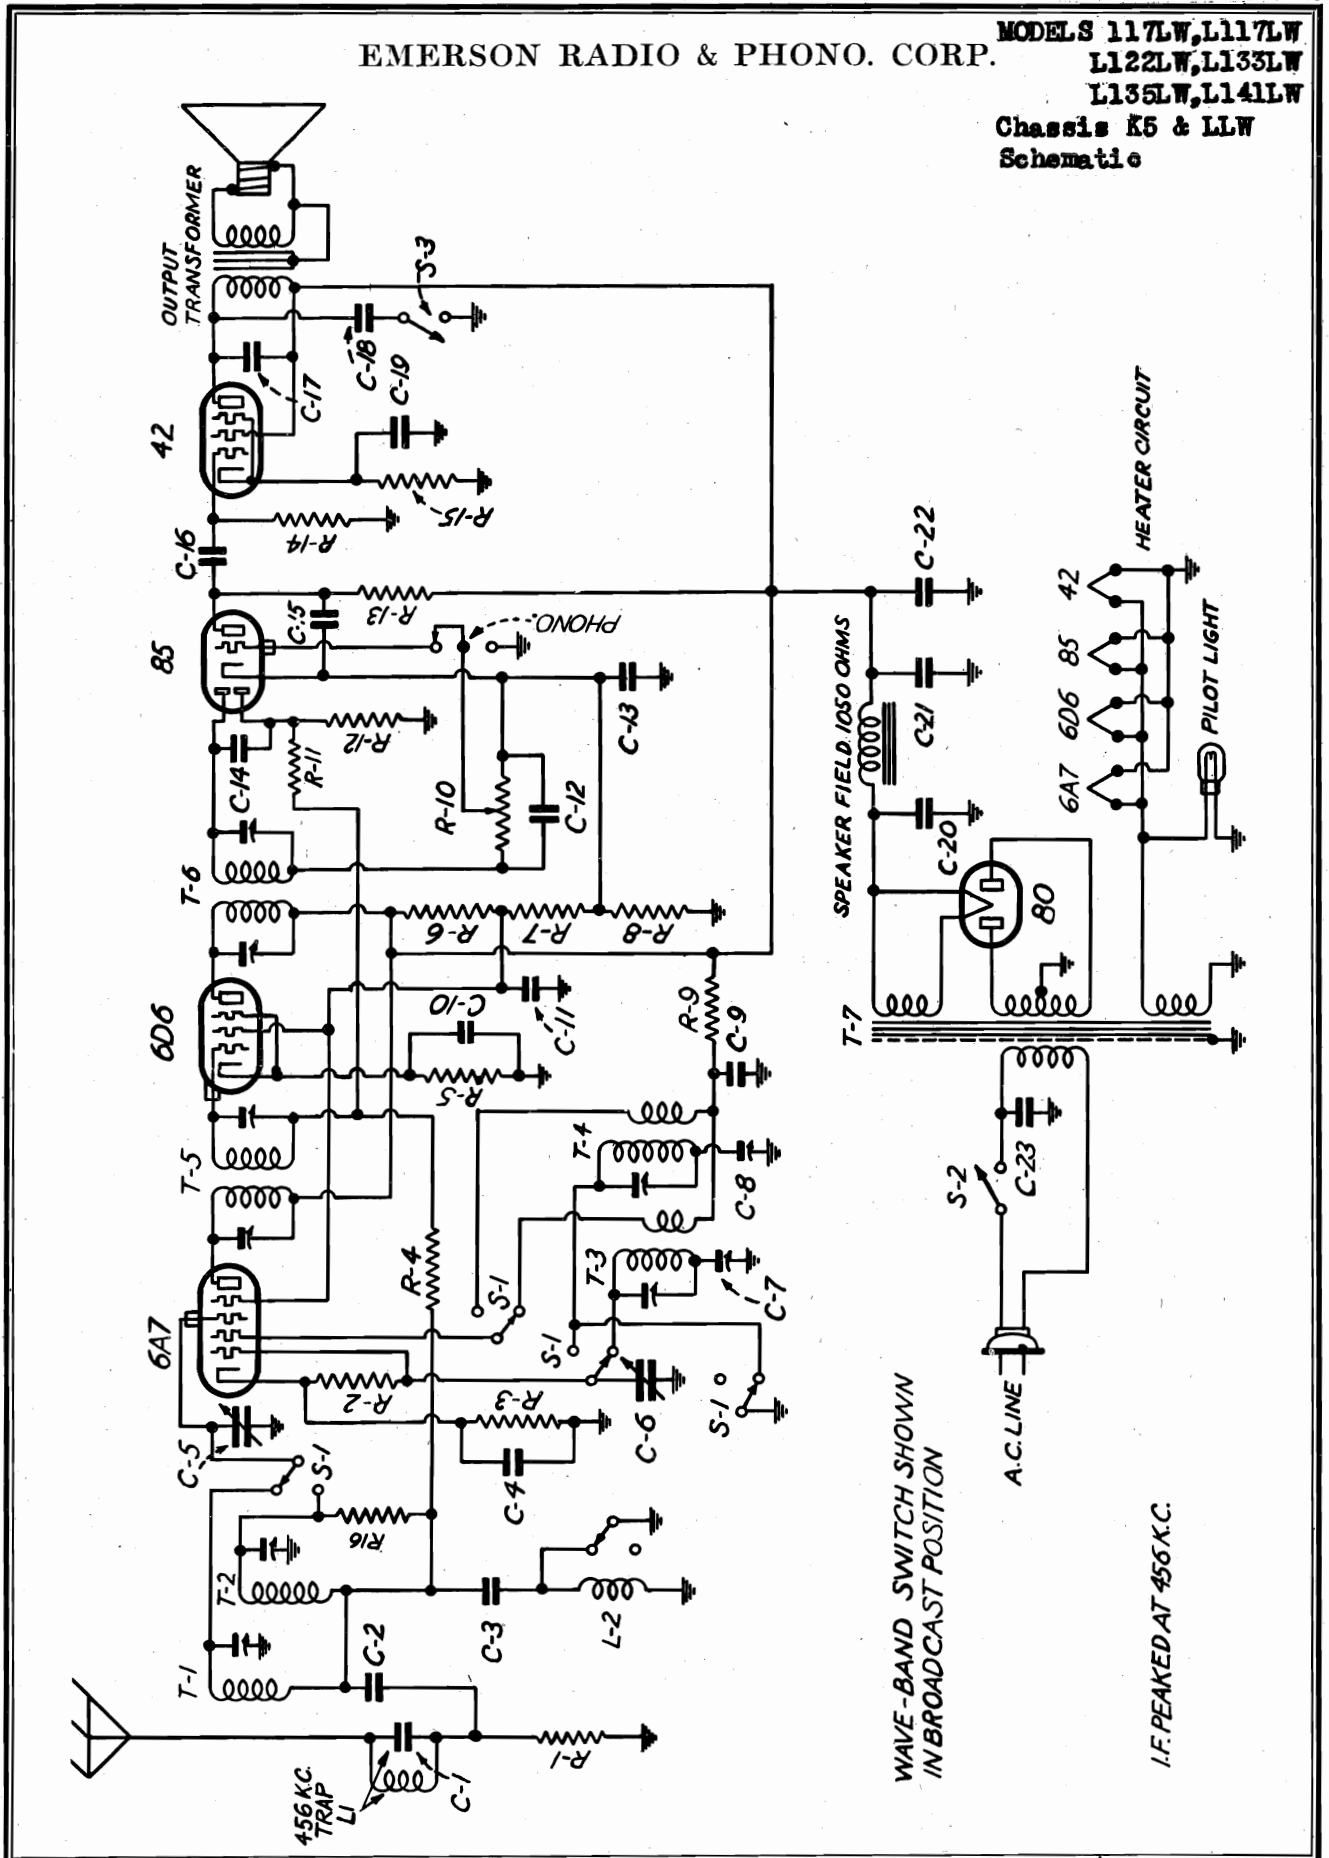 EMERSON RADIO & PHONO. CORP.
MODELS 117LW,L117LW
L122LW,L133LW
L135LW,L141LW
Chassis K5 & LLW
Schematic
OUTPUT
TRANSFORMER
S-3
C-18
C-19
C-17
42
R-15
R-14
C-16
85
C-15
R-13
PHONO.
C-14
R-11
R-12
C-13
R-10
C-12
T-6
R-6
R-7
R-8
6D6
C-10
C-11
R-5
R-9
C-9
T-5
T-4
C-8
R-4
T-3
C-7
6A7
S-1
S-1
S-1
R-2
R-3
C-6
C-5
S-1
C-4
R16
T-2
C-3
L-2
T-1
C-2
456 K.C.
TRAP
L1
C-1
R-1
SPEAKER FIELD 1050 OHMS
C-22
C-21
C-20
80
T-7
C-23
S-2
A.C. LINE
HEATER CIRCUIT
42
85
6D6
6A7
PILOT LIGHT
WAVE-BAND SWITCH SHOWN
IN BROADCAST POSITION
I.F. PEAKED AT 456 K.C.